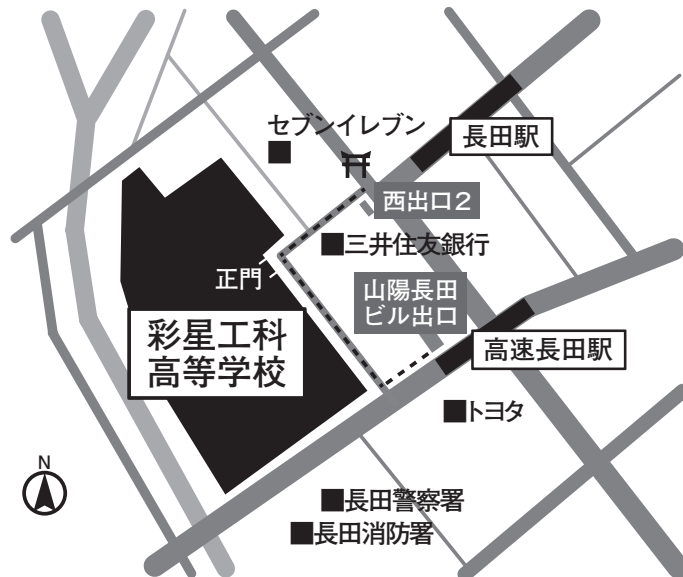 セブンイレブン
長田駅
西出口2
三井住友銀行
正門
山陽長田
ビル出口
彩星工科
高等学校
高速長田駅
トヨタ
N
長田警察署
長田消防署